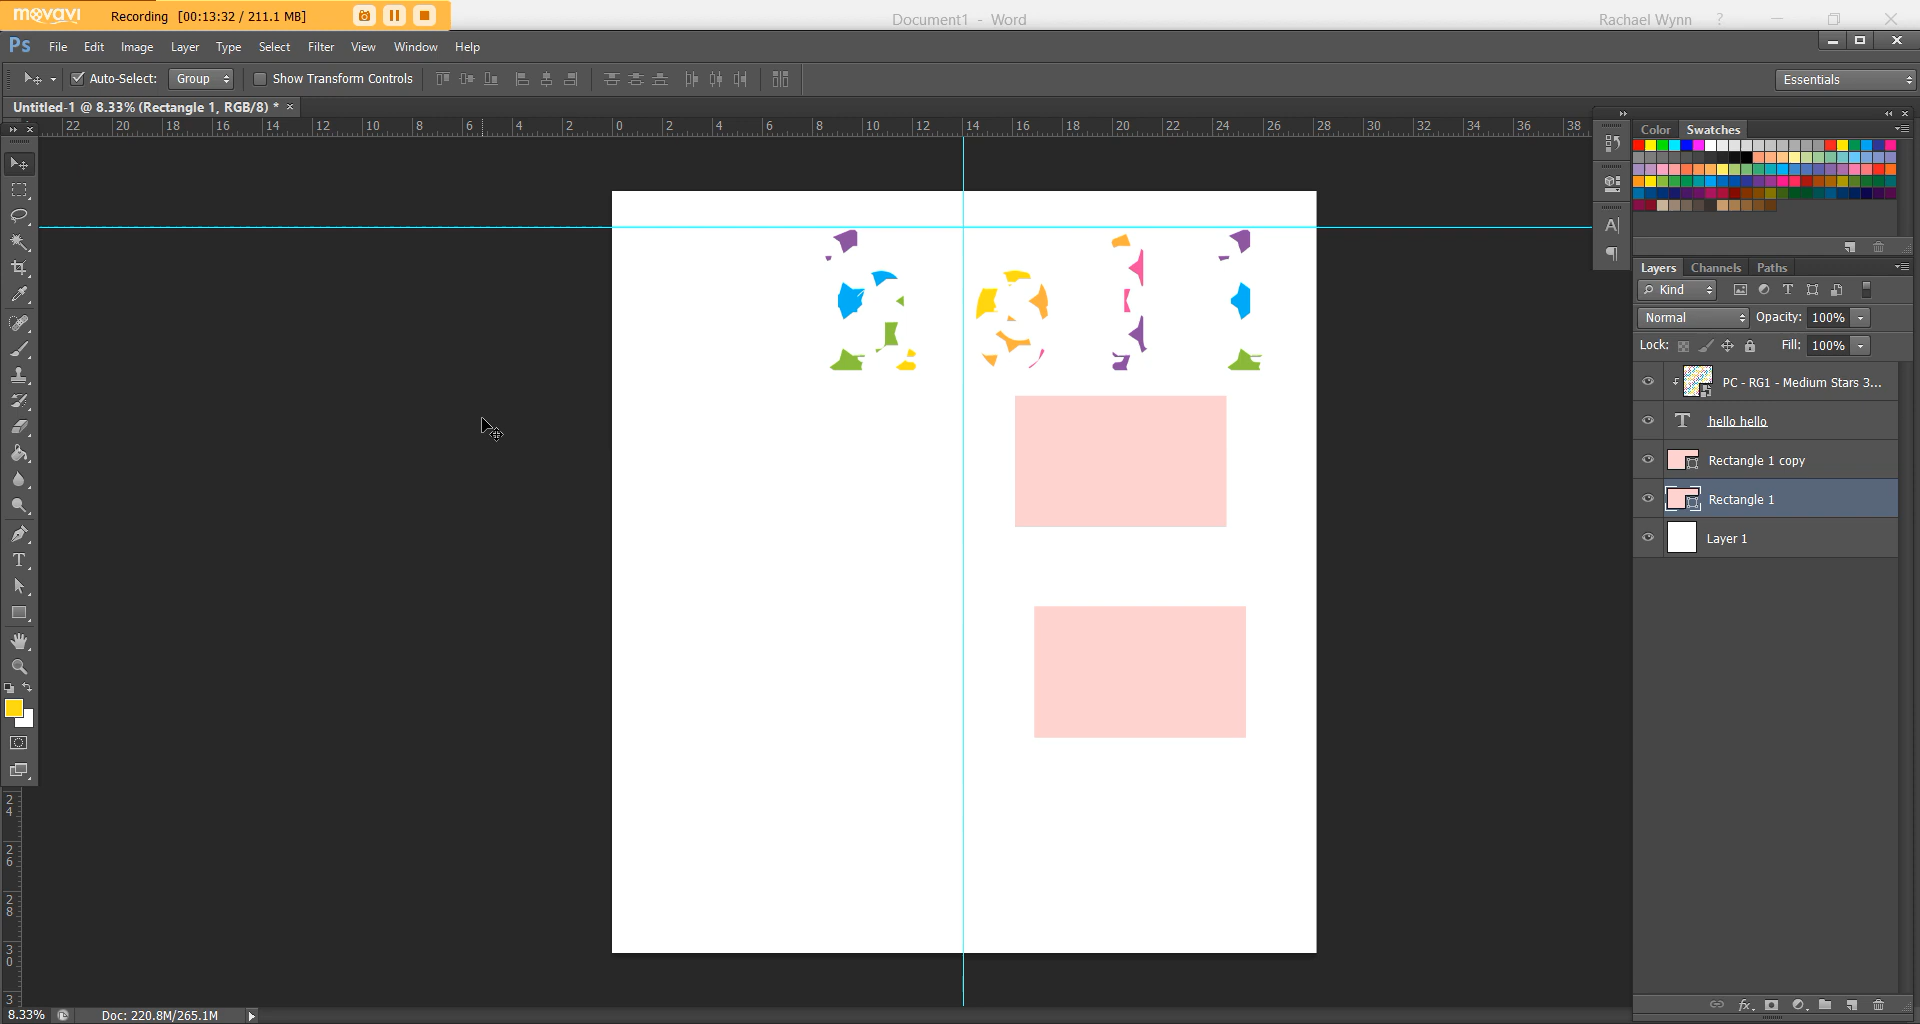 movavi Recording [00:13:32 / 211.1 MB] Document1 - Word Rachael Wynn ?
Ps File Edit Image Layer Type Select Filter View Window Help
Auto-Select: Group Show Transform Controls Essentials
Untitled-1 @ 8.33% (Rectangle 1, RGB/8) * ×
22 20 18 16 14 12 10 8 6 4 2 0 2 4 6 8 10 12 14 16 18 20 22 24 26 28 30 32 34 36 38
Color Swatches
Layers Channels Paths
Kind
Normal Opacity: 100%
Lock: Fill: 100%
PC - RG1 - Medium Stars 3...
T hello hello
Rectangle 1 copy
Rectangle 1
Layer 1
24
26
28
30
3
8.33% Doc: 220.8M/265.1M